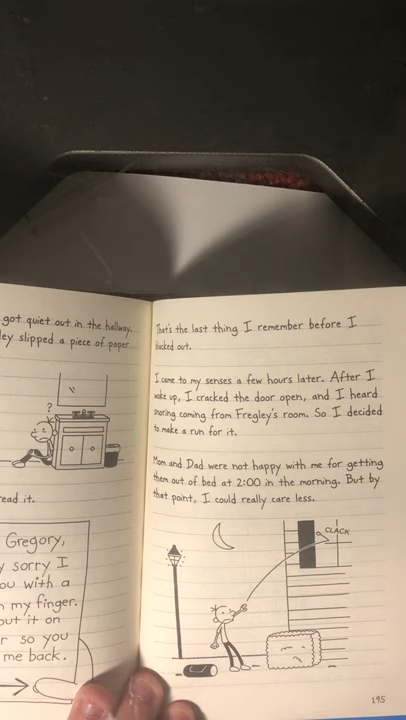 got quiet out in the hallway.
ley slipped a piece of paper
?
ead it.
Gregory,
sorry I
ou with a
my finger.
out it on
r so you
me back.
That's the last thing I remember before I
blacked out.
I came to my senses a few hours later. After I
woke up, I cracked the door open, and I heard
snoring coming from Fregley's room. So I decided
to make a run for it.
Mom and Dad were not happy with me for getting
them out of bed at 2:00 in the morning. But by
that point, I could really care less.
CLACK
195